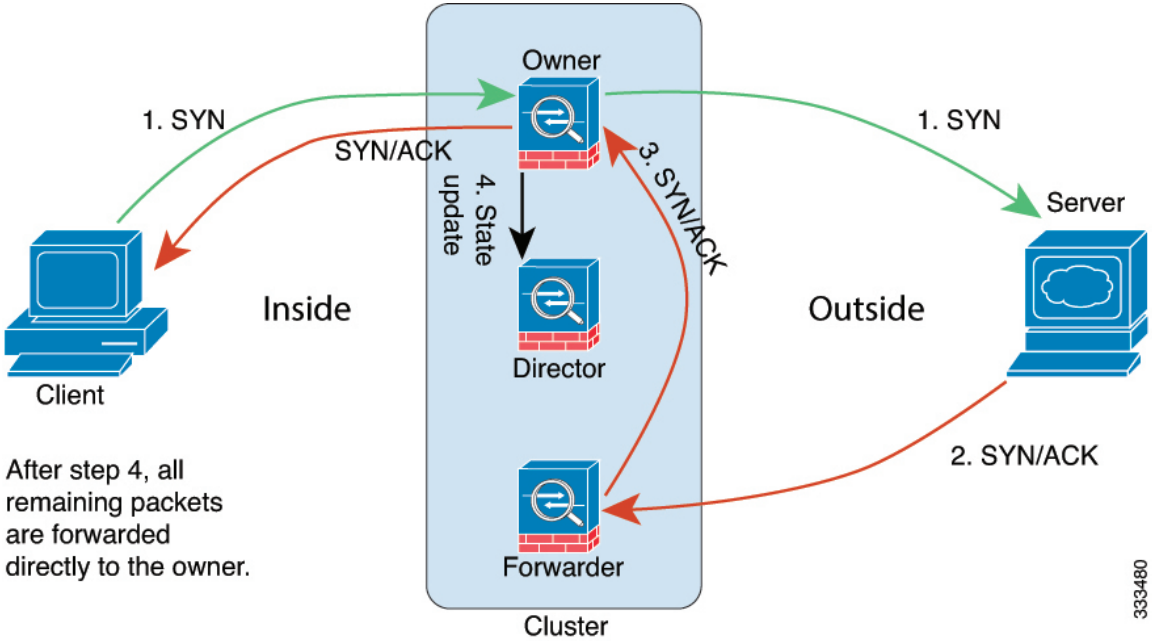 Owner
1. SYN
1. SYN
SYN/ACK
3. SYN/ACK
4. State
update
Server
Inside
Outside
Director
Client
2. SYN/ACK
After step 4, all
remaining packets
are forwarded
directly to the owner.
Forwarder
333480
Cluster